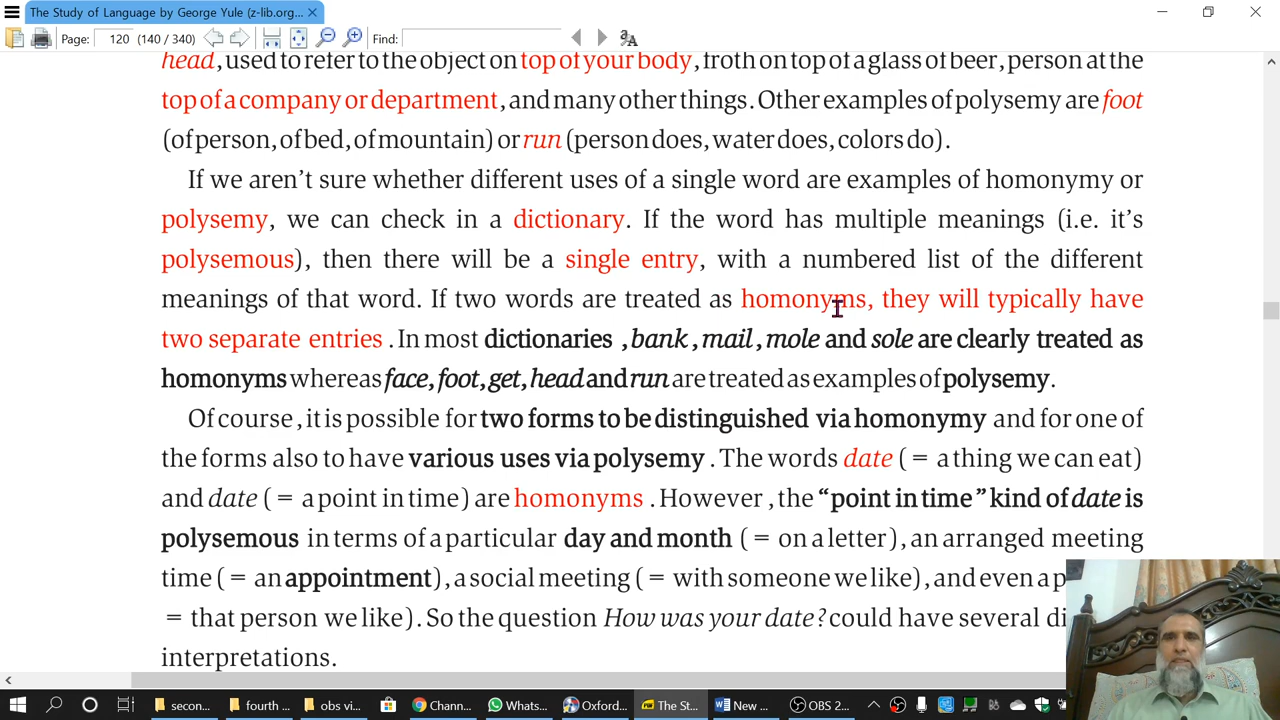 The Study of Language by George Yule (z-lib.org...
Page: 120 (140 / 340) Find:
head, used to refer to the object on top of your body, froth on top of a glass of beer, person at the
top of a company or department, and many other things. Other examples of polysemy are foot
(of person, of bed, of mountain) or run (person does, water does, colors do).
If we aren't sure whether different uses of a single word are examples of homonymy or
polysemy, we can check in a dictionary. If the word has multiple meanings (i.e. it's
polysemous), then there will be a single entry, with a numbered list of the different
meanings of that word. If two words are treated as homonyms, they will typically have
two separate entries . In most dictionaries , bank , mail , mole and sole are clearly treated as
homonyms whereas face, foot, get, head and run are treated as examples of polysemy.
Of course , it is possible for two forms to be distinguished via homonymy and for one of
the forms also to have various uses via polysemy . The words date (= a thing we can eat)
and date (= a point in time) are homonyms . However , the “point in time ” kind of date is
polysemous in terms of a particular day and month (= on a letter), an arranged meeting
time (= an appointment), a social meeting (= with someone we like), and even a p
= that person we like). So the question How was your date? could have several di
interpretations.
secon... fourth ... obs vi... Chann... Whats... Oxford... The St... New ... OBS 2...